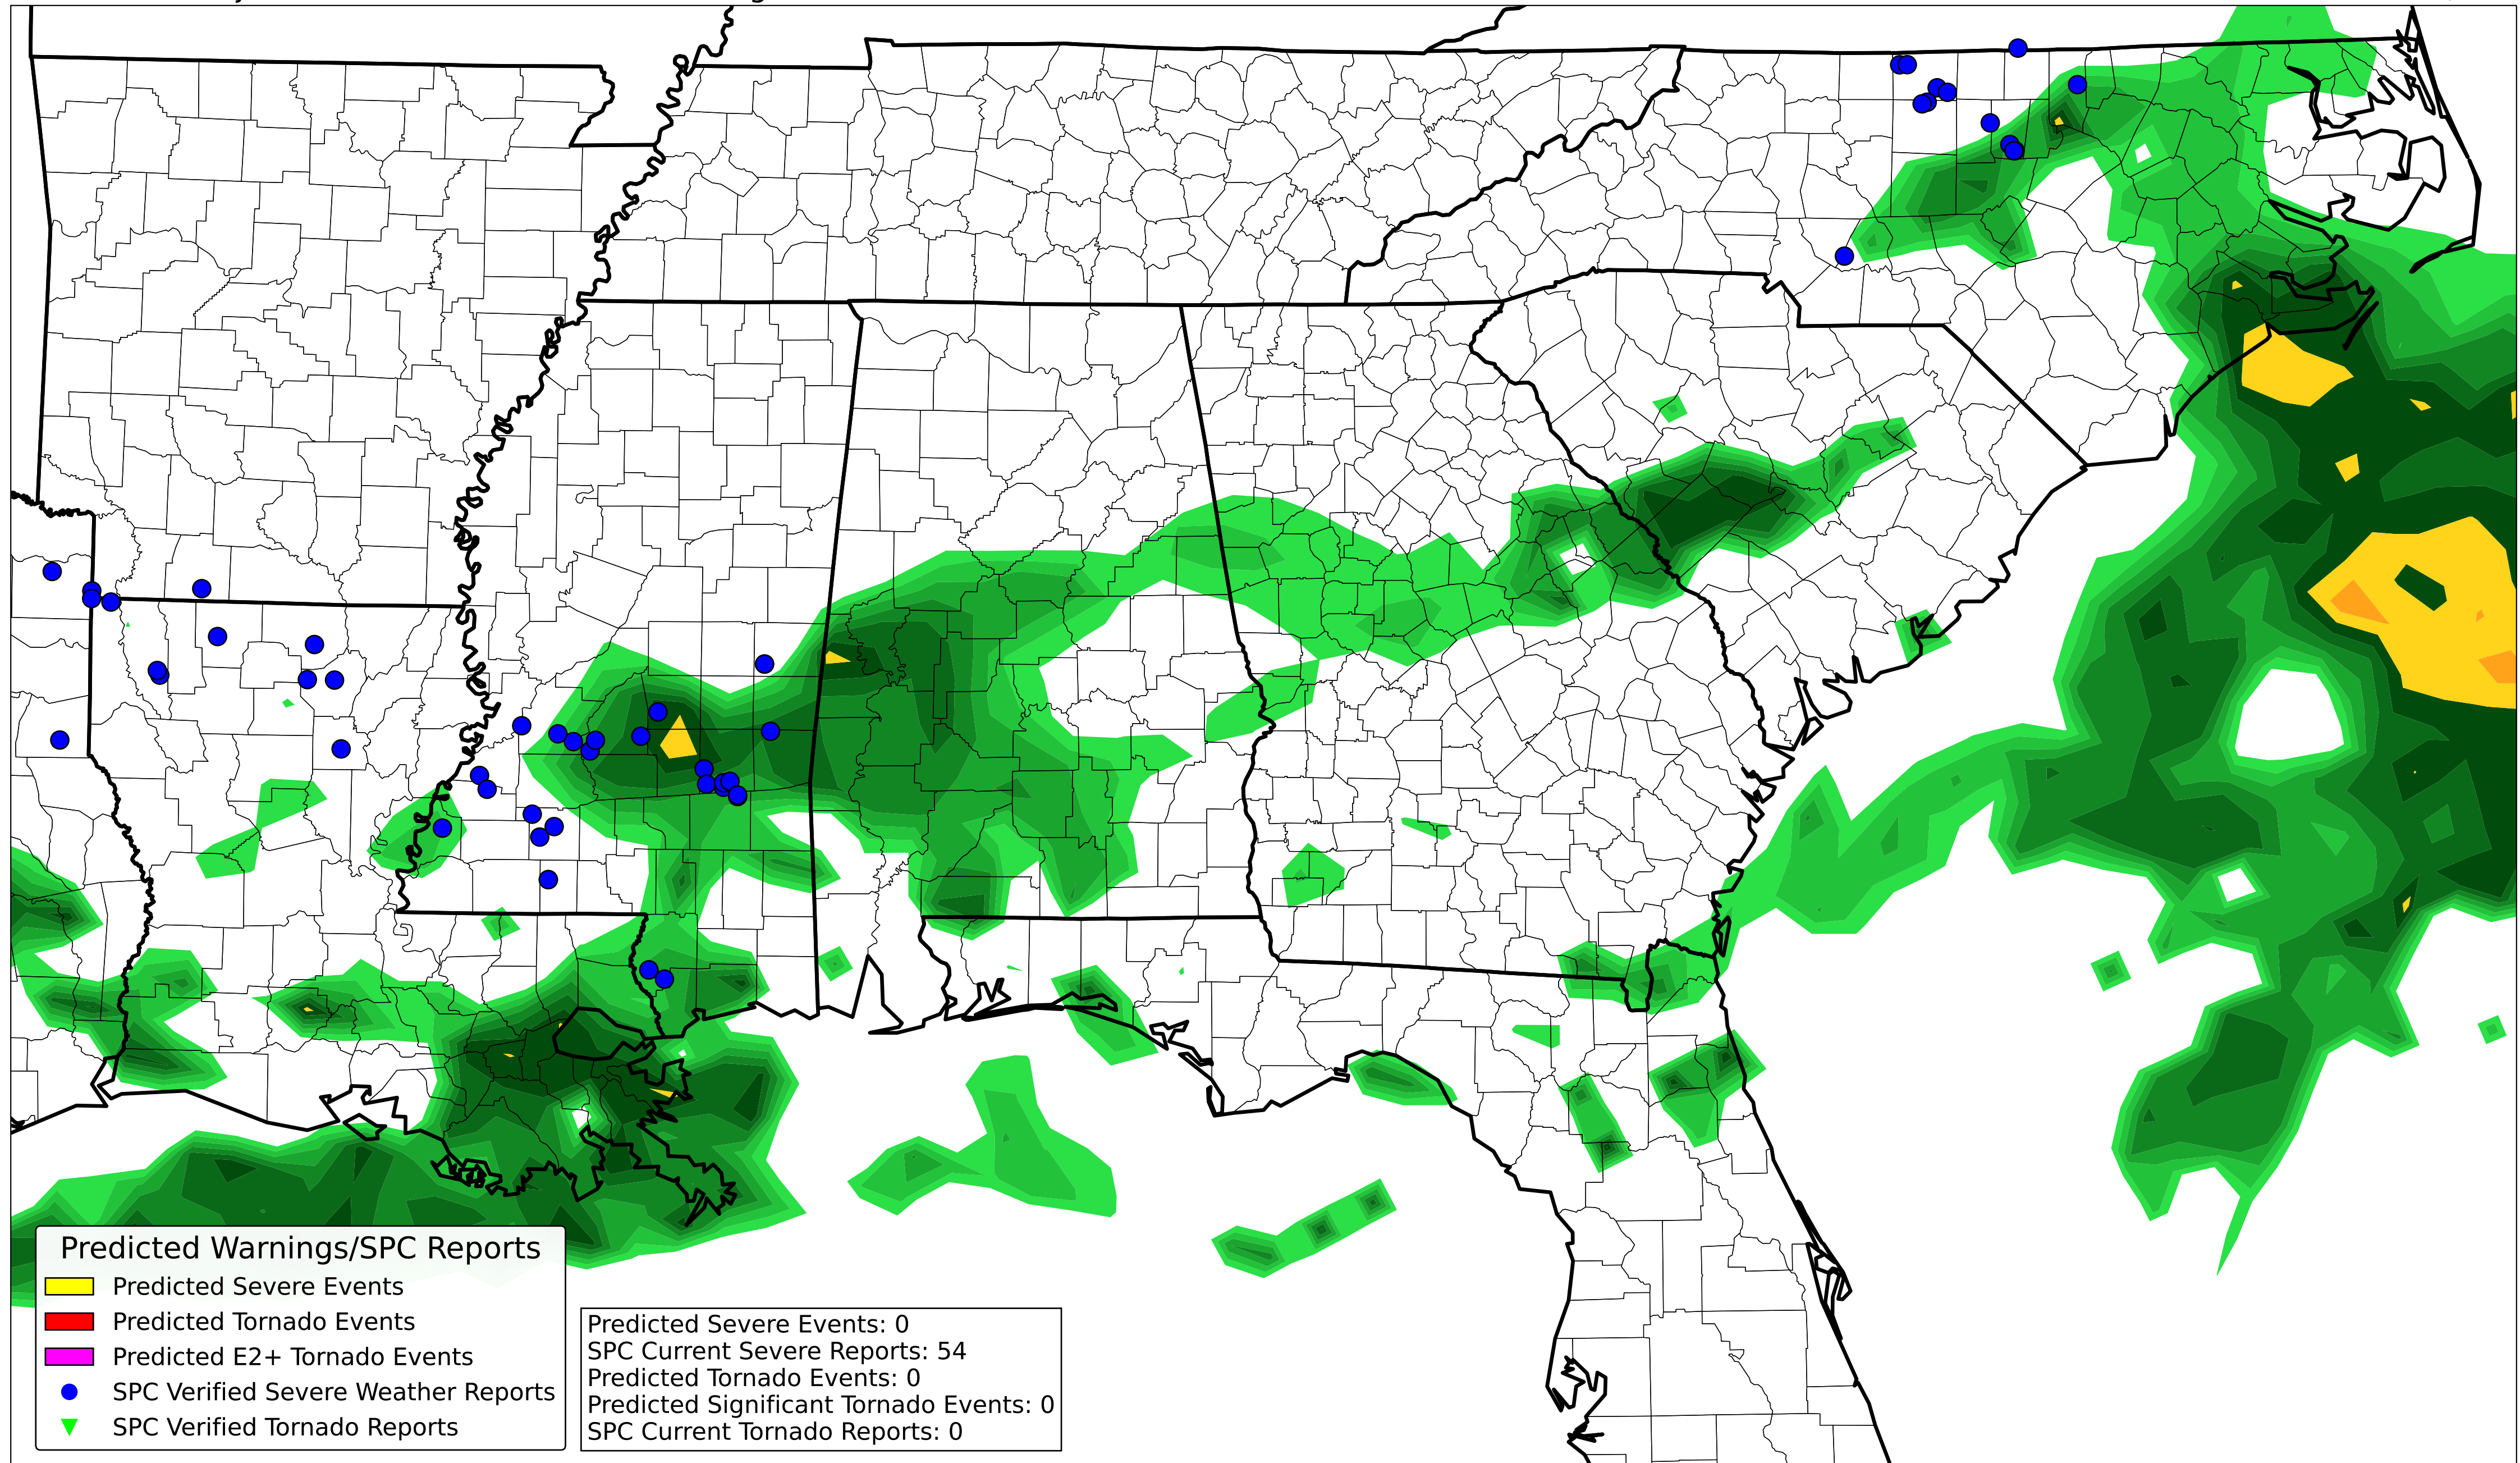 Predicted Warnings/SPC Reports
Predicted Severe Events
Predicted Tornado Events
Predicted E2+ Tornado Events
SPC Verified Severe Weather Reports
SPC Verified Tornado Reports
Predicted Severe Events: 0
SPC Current Severe Reports: 54
Predicted Tornado Events: 0
Predicted Significant Tornado Events: 0
SPC Current Tornado Reports: 0